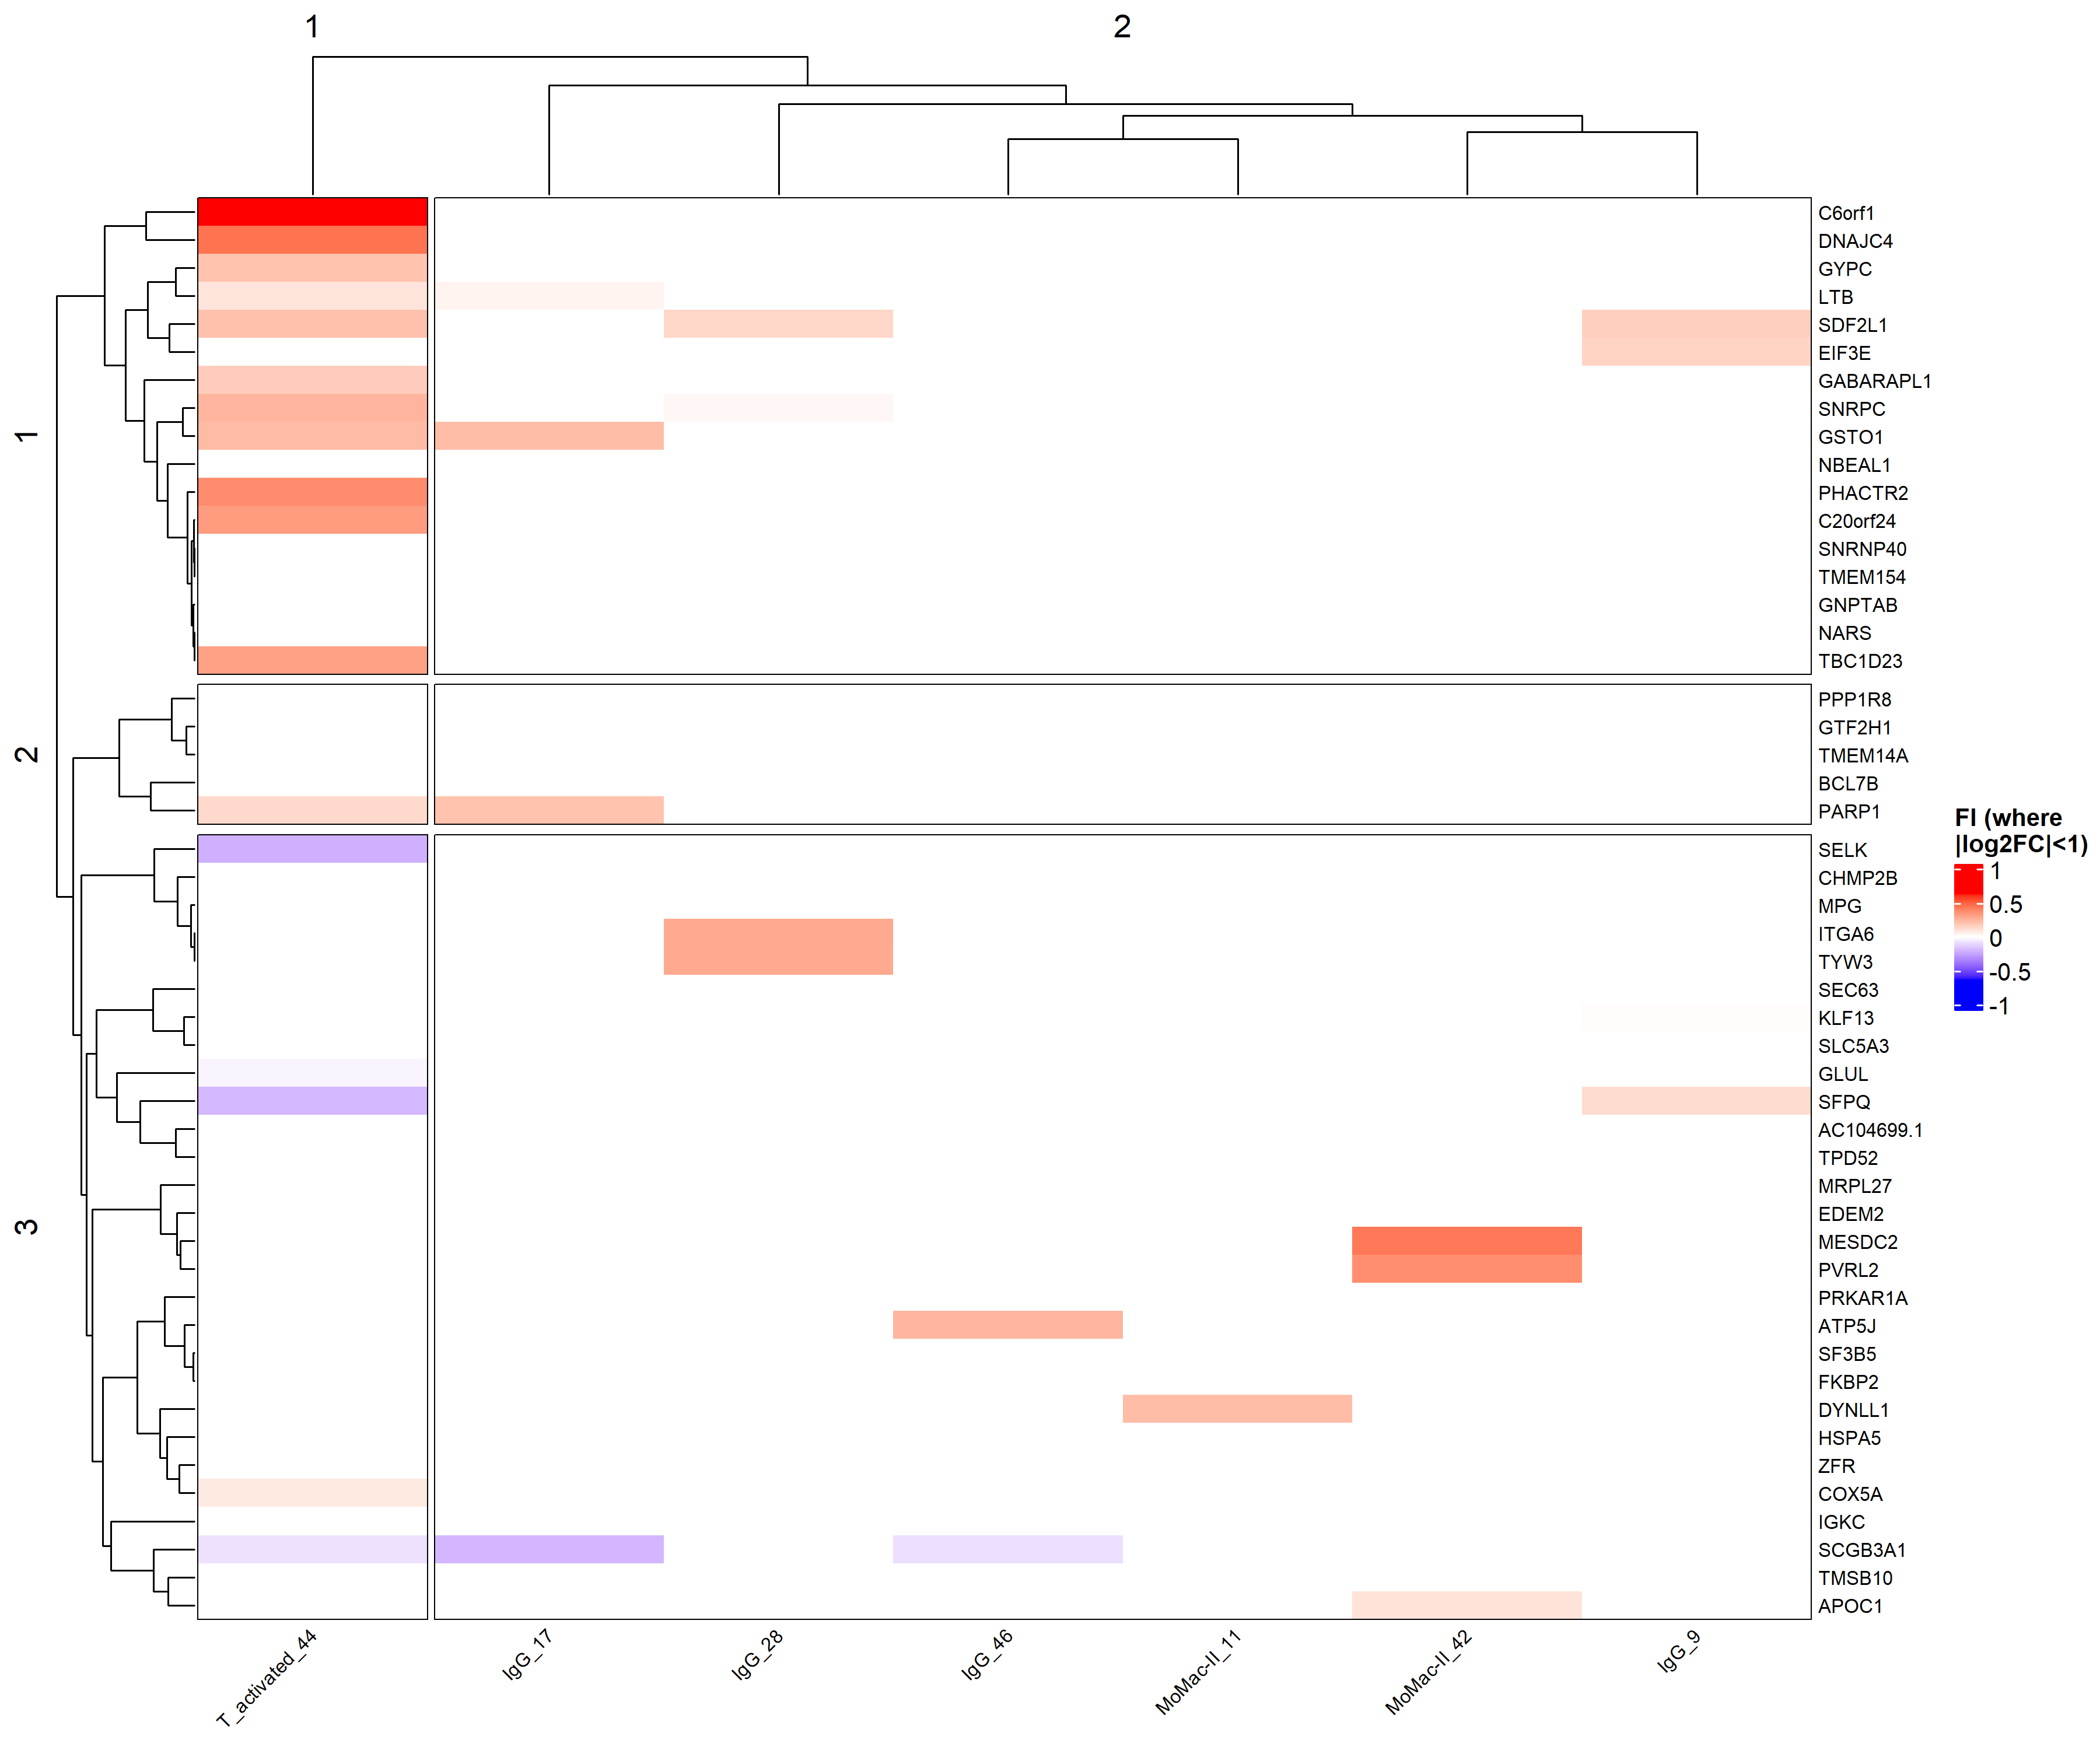 1
2
C6orf1
DNAJC4
GYPC
LTB
SDF2L1
EIF3E
GABARAPL1
SNRPC
GSTO1
NBEAL1
PHACTR2
C20orf24
SNRNP40
TMEM154
GNPTAB
NARS
TBC1D23
1
PPP1R8
GTF2H1
TMEM14A
BCL7B
PARP1
2
SELK
CHMP2B
MPG
ITGA6
TYW3
SEC63
KLF13
SLC5A3
GLUL
SFPQ
AC104699.1
TPD52
MRPL27
EDEM2
MESDC2
PVRL2
PRKAR1A
ATP5J
SF3B5
FKBP2
DYNLL1
HSPA5
ZFR
COX5A
IGKC
SCGB3A1
TMSB10
APOC1
3
FI (where
|log2FC|<1)
1
0.5
0
-0.5
-1
T_activated_44
IgG_17
IgG_28
IgG_46
MoMac-II_11
MoMac-II_42
IgG_9